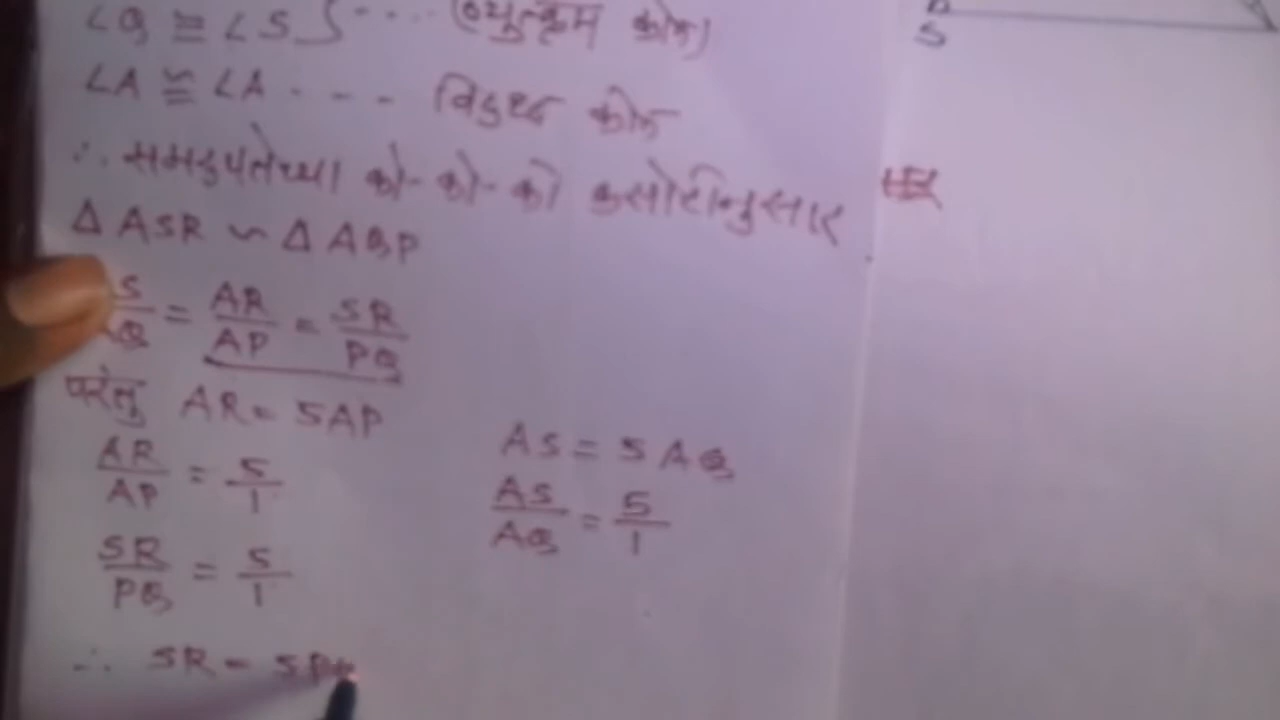 ∠Q ≅ ∠S } .... (व्युत्क्रम कोन)
∠A ≅ ∠A .... विरुध्द कोन
∴ समरुपतेच्या को-को-को कसोटीनुसार
Δ ASR ∼ Δ AQP
S/Q = AR/AP = SR/PQ
परंतु AR = 5AP
AR/AP = 5/1
SR/PQ = 5/1
∴ SR = 5P
AS = 5AQ
AS/AQ = 5/1
S